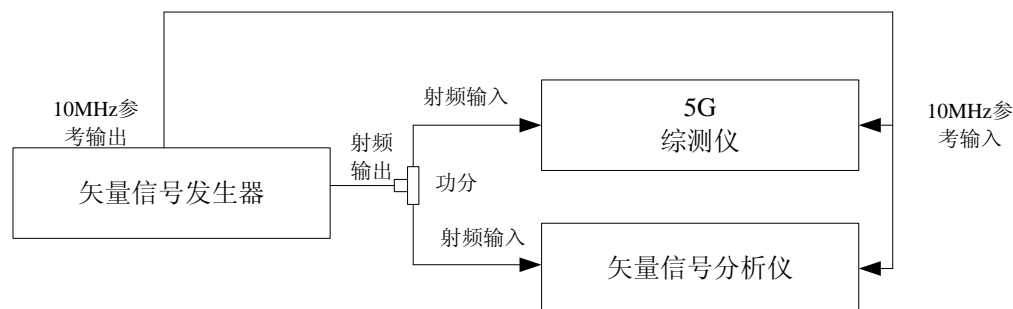 10MHz参
考输出
矢量信号发生器
射频
输出
功分
射频输入
射频输入
5G
综测仪
矢量信号分析仪
10MHz参
考输入